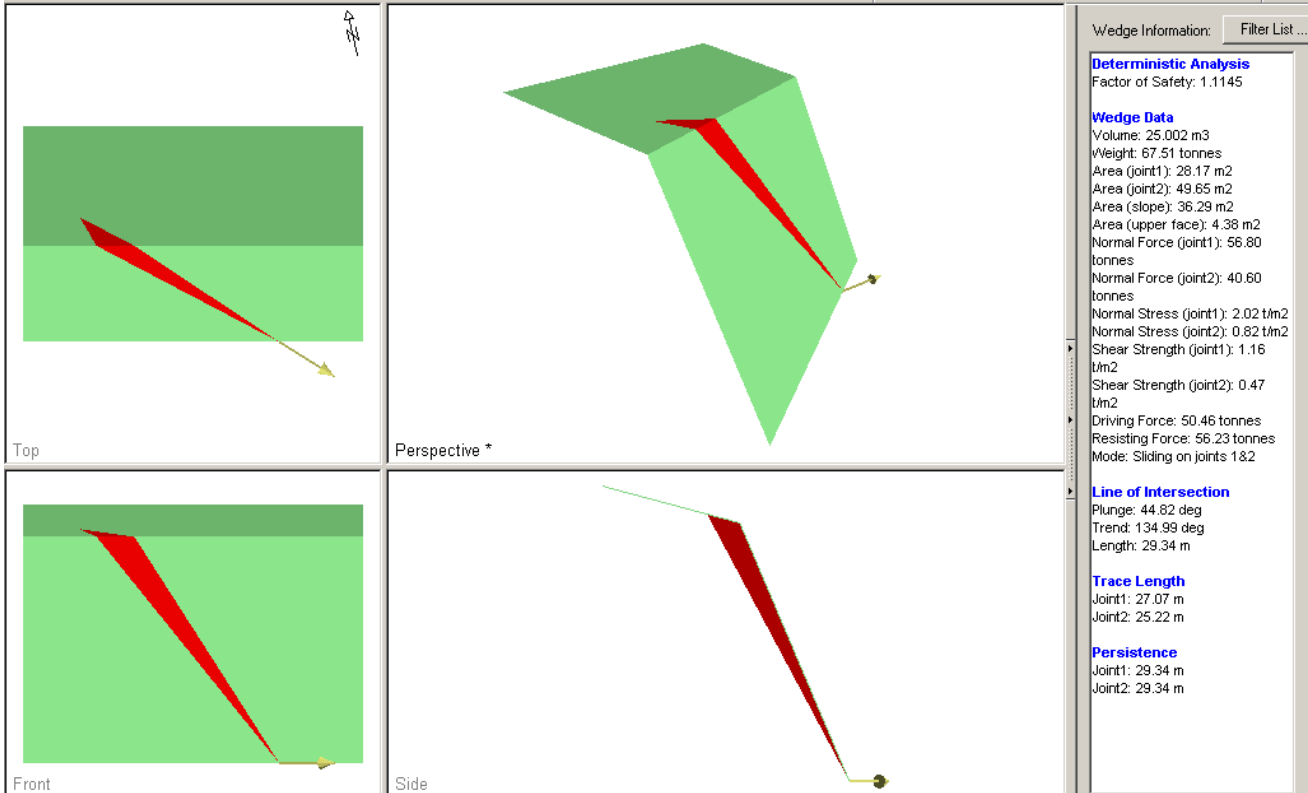 N
Top
Perspective *
Front
Side
Wedge Information:
Filter List ...
Deterministic Analysis
Factor of Safety: 1.1145
Wedge Data
Volume: 25.002 m3
Weight: 67.51 tonnes
Area (joint1): 28.17 m2
Area (joint2): 49.65 m2
Area (slope): 36.29 m2
Area (upper face): 4.38 m2
Normal Force (joint1): 56.80
tonnes
Normal Force (joint2): 40.60
tonnes
Normal Stress (joint1): 2.02 t/m2
Normal Stress (joint2): 0.82 t/m2
Shear Strength (joint1): 1.16
t/m2
Shear Strength (joint2): 0.47
t/m2
Driving Force: 50.46 tonnes
Resisting Force: 56.23 tonnes
Mode: Sliding on joints 1&2
Line of Intersection
Plunge: 44.82 deg
Trend: 134.99 deg
Length: 29.34 m
Trace Length
Joint1: 27.07 m
Joint2: 25.22 m
Persistence
Joint1: 29.34 m
Joint2: 29.34 m